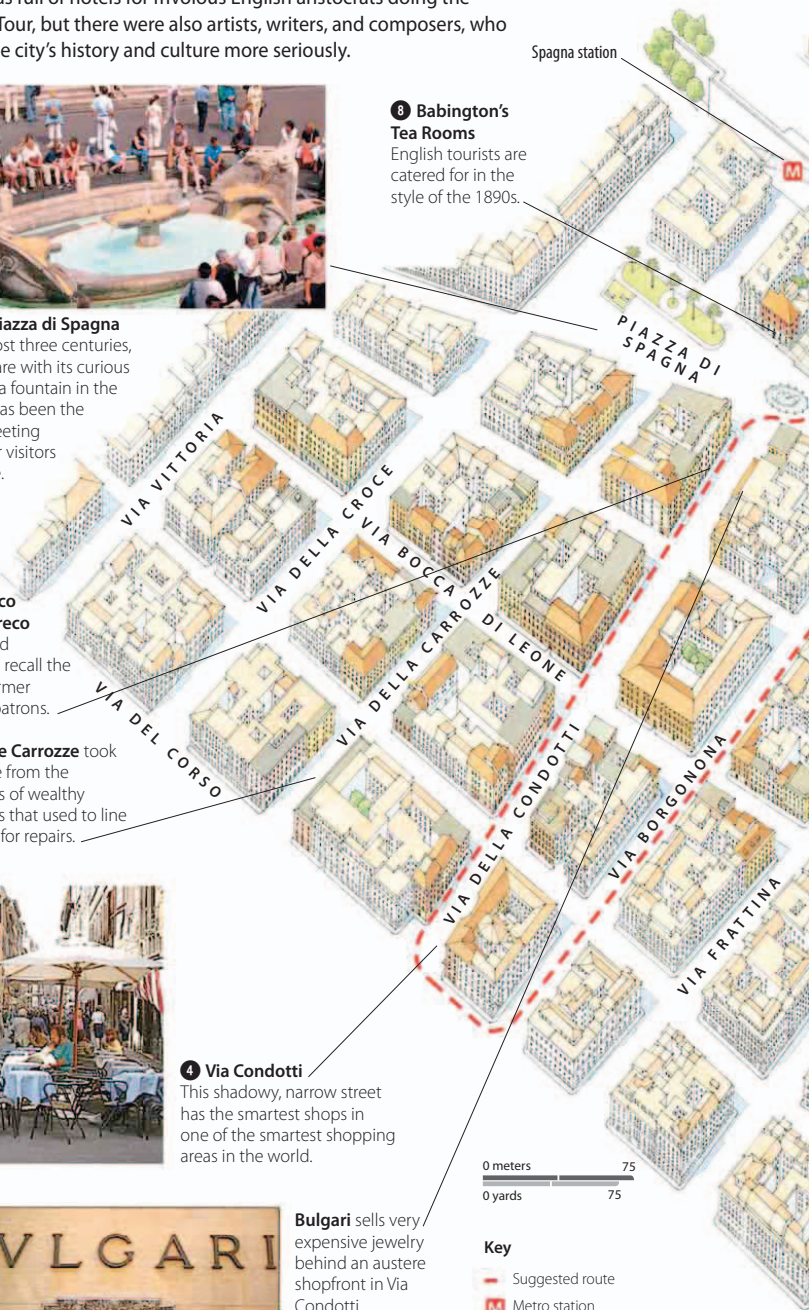 as full of hotels for frivolous English aristocrats doing the
Tour, but there were also artists, writers, and composers, who
e city's history and culture more seriously.
Spagna station
M
8 Babington's
Tea Rooms
English tourists are
catered for in the
style of the 1890s.
iazza di Spagna
ost three centuries,
are with its curious
a fountain in the
as been the
eeting
r visitors
e.
PIAZZA DI
SPAGNA
VIA VITTORIA
VIA DELLA CROCE
VIA BOCCA
DI LEONE
VIA DELLA CARROZZE
co
reco
d
recall the
rmer
patrons.
VIA DEL CORSO
e Carrozze took
e from the
s of wealthy
s that used to line
for repairs.
VIA DELLA CONDOTTI
VIA BORGONONA
VIA FRATTINA
4 Via Condotti
This shadowy, narrow street
has the smartest shops in
one of the smartest shopping
areas in the world.
0 meters 75
0 yards 75
VLGARI
Bulgari sells very
expensive jewelry
behind an austere
shopfront in Via
Condotti
Key
Suggested route
M Metro station